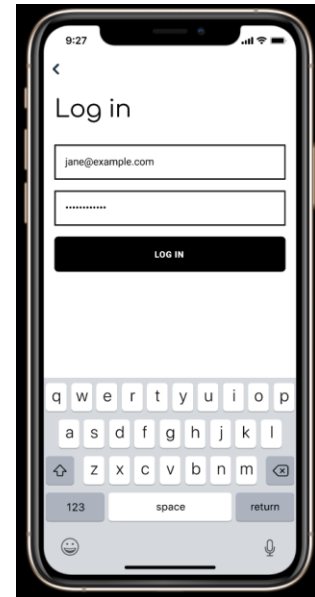 9:27
Log in
jane@example.com
••••••••••••
LOG IN
q w e r t y u i o p
a s d f g h j k l
z x c v b n m
123 space return